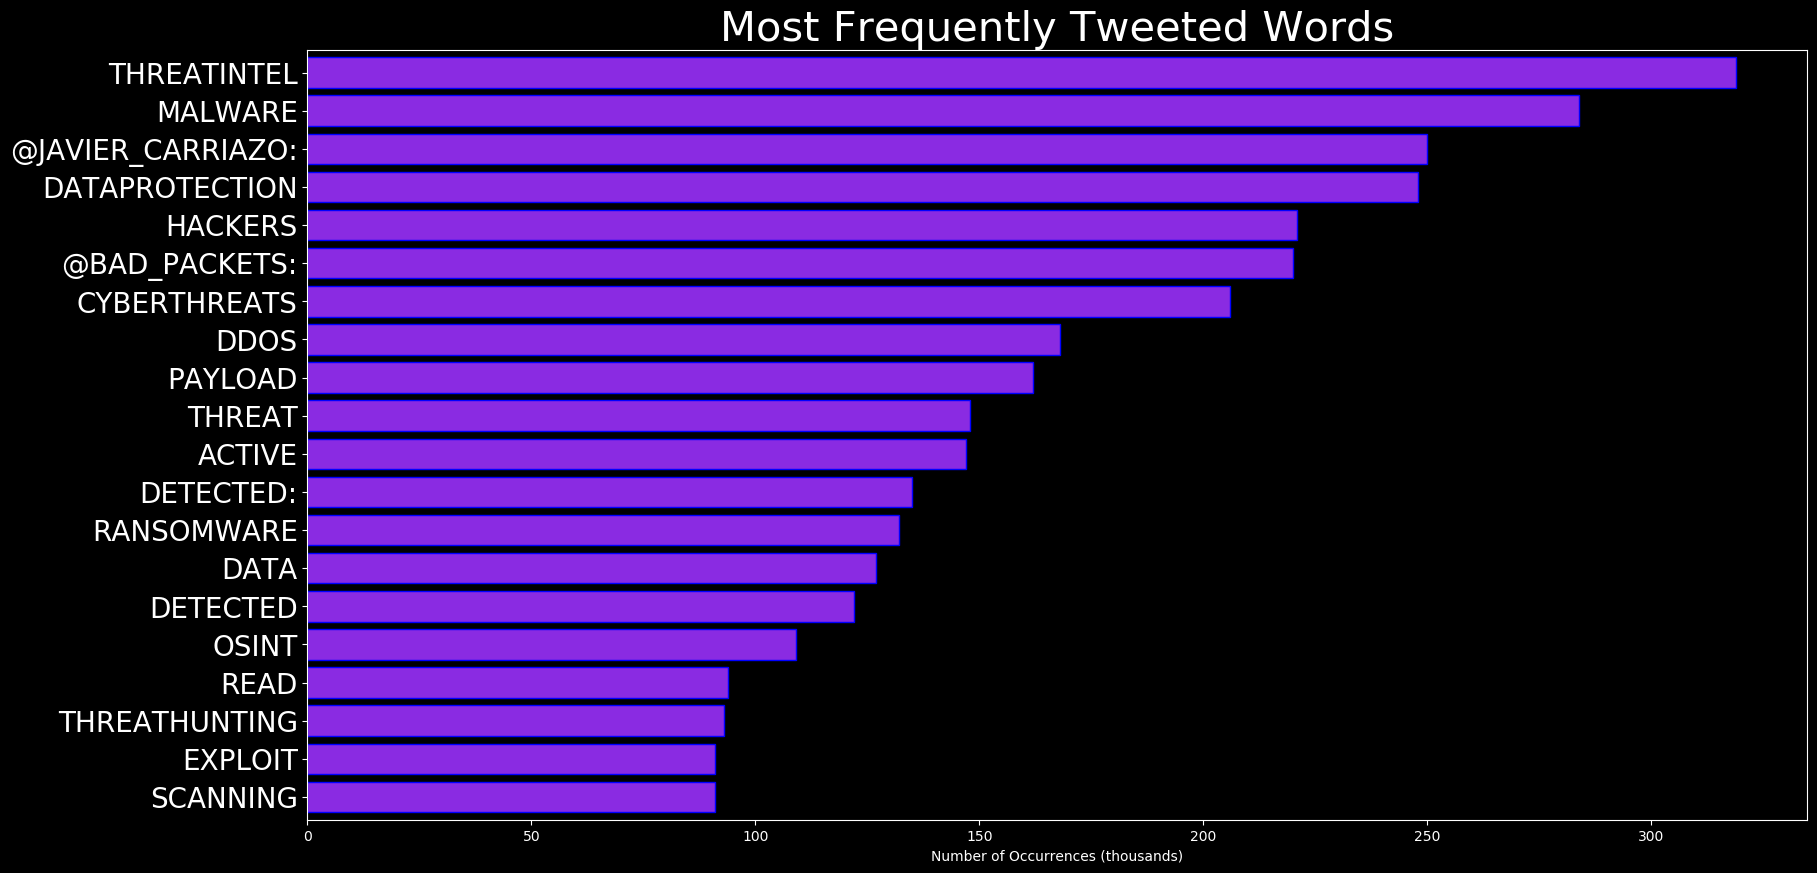 Most Frequently Tweeted Words
THREATINTEL
MALWARE
@JAVIER_CARRIAZO:
DATAPROTECTION
HACKERS
@BAD_PACKETS:
CYBERTHREATS
DDOS
PAYLOAD
THREAT
ACTIVE
DETECTED:
RANSOMWARE
DATA
DETECTED
OSINT
READ
THREATHUNTING
EXPLOIT
SCANNING
0 50 100 150 200 250 300
Number of Occurrences (thousands)